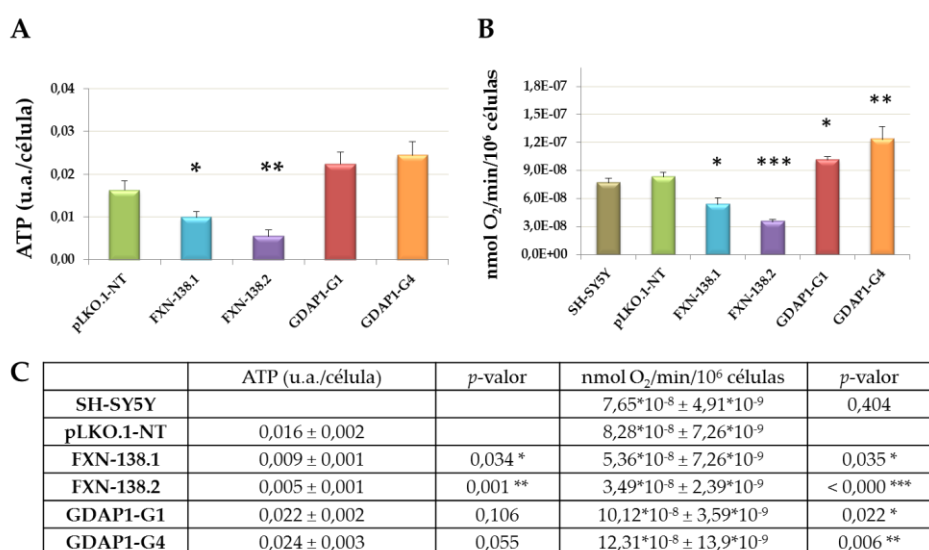 A
ATP (u.a./célula)
0,04
0,03
0,02
0,01
0,00
*
**
pLKO.1-NT
FXN-138.1
FXN-138.2
GDAP1-G1
GDAP1-G4
B
nmol O₂/min/10⁶ células
1,8E-07
1,5E-07
1,2E-07
9,0E-08
6,0E-08
3,0E-08
0,0E+00
*
***
*
**
SH-SY5Y
pLKO.1-NT
FXN-138.1
FXN-138.2
GDAP1-G1
GDAP1-G4
C
ATP (u.a./célula) p-valor nmol O₂/min/10⁶ células p-valor
SH-SY5Y 7,65*10⁻⁸ ± 4,91*10⁻⁹ 0,404
pLKO.1-NT 0,016 ± 0,002 8,28*10⁻⁸ ± 7,26*10⁻⁹
FXN-138.1 0,009 ± 0,001 0,034 * 5,36*10⁻⁸ ± 7,26*10⁻⁹ 0,035 *
FXN-138.2 0,005 ± 0,001 0,001 ** 3,49*10⁻⁸ ± 2,39*10⁻⁹ < 0,000 ***
GDAP1-G1 0,022 ± 0,002 0,106 10,12*10⁻⁸ ± 3,59*10⁻⁹ 0,022 *
GDAP1-G4 0,024 ± 0,003 0,055 12,31*10⁻⁸ ± 13,9*10⁻⁹ 0,006 **